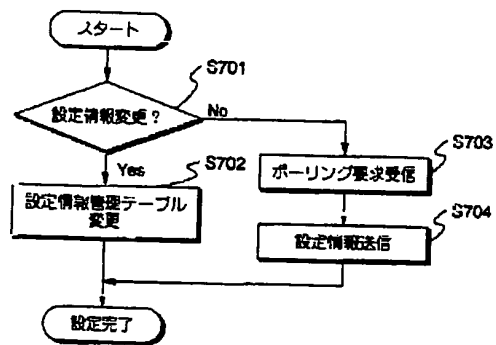 スタート
S701
設定情報変更？
No
S703
Yes
S702
ポーリング要求受信
設定情報管理テーブル
変更
S704
設定情報送信
設定完了